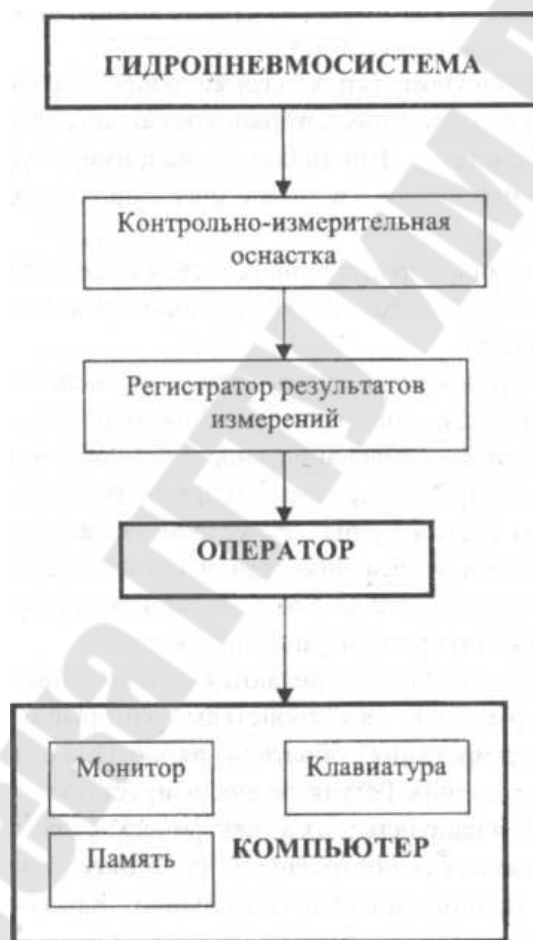 ГИДРОПНЕВМОСИСТЕМА
Контрольно-измерительная
оснастка
Регистратор результатов
измерений
ОПЕРАТОР
Монитор
Клавиатура
Память
КОМПЬЮТЕР